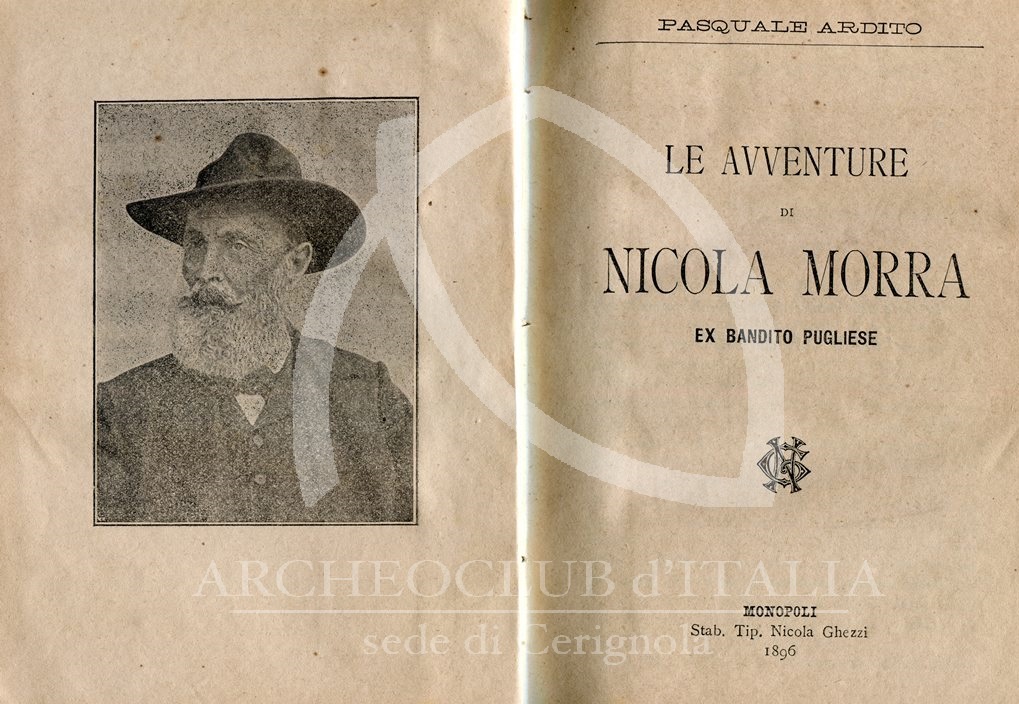 PASQUALE ARDITO
LE AVVENTURE
DI
NICOLA MORRA
EX BANDITO PUGLIESE
MONOPOLI
Stab. Tip. Nicola Ghezzi
1896
ARCHEOCLUB d'ITALIA
sede di Cerignola